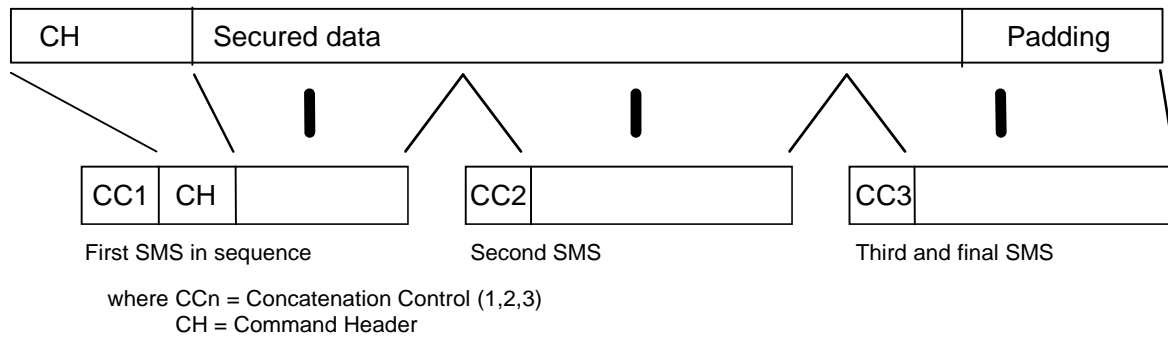 CH Secured data Padding
CC1 CH CC2 CC3
First SMS in sequence Second SMS Third and final SMS
where CCn = Concatenation Control (1,2,3)
CH = Command Header